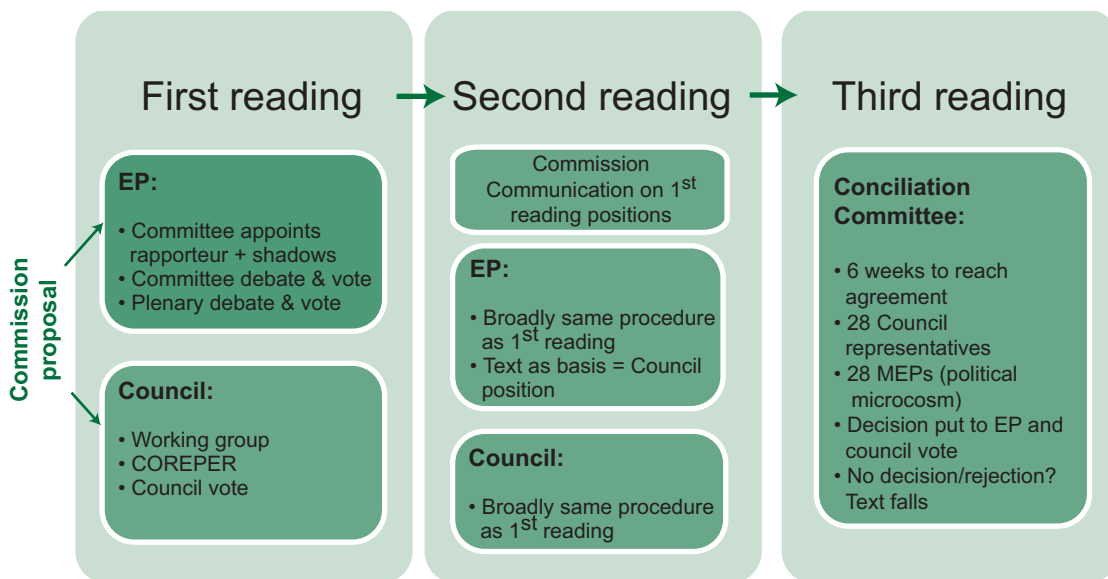 Commission
proposal
First reading
EP:
• Committee appoints
rapporteur + shadows
• Committee debate & vote
• Plenary debate & vote
Council:
• Working group
• COREPER
• Council vote
Second reading
Commission
Communication on 1st
reading positions
EP:
• Broadly same procedure
as 1st reading
• Text as basis = Council
position
Council:
• Broadly same procedure
as 1st reading
Third reading
Conciliation
Committee:
• 6 weeks to reach
agreement
• 28 Council
representatives
• 28 MEPs (political
microcosm)
• Decision put to EP and
council vote
• No decision/rejection?
Text falls